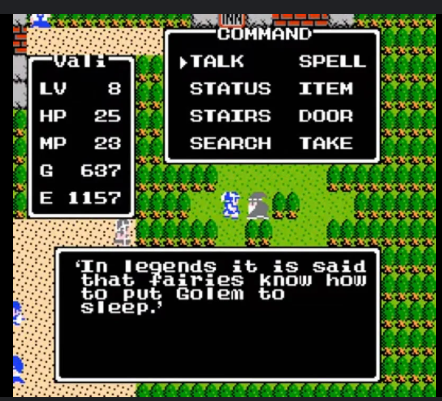 INN
COMMAND
Vali
▶TALK SPELL
LV 8
STATUS ITEM
HP 25
STAIRS DOOR
MP 23
SEARCH TAKE
G 637
E 1157
‘In legends it is said
that fairies know how
to put Golem to
sleep.’